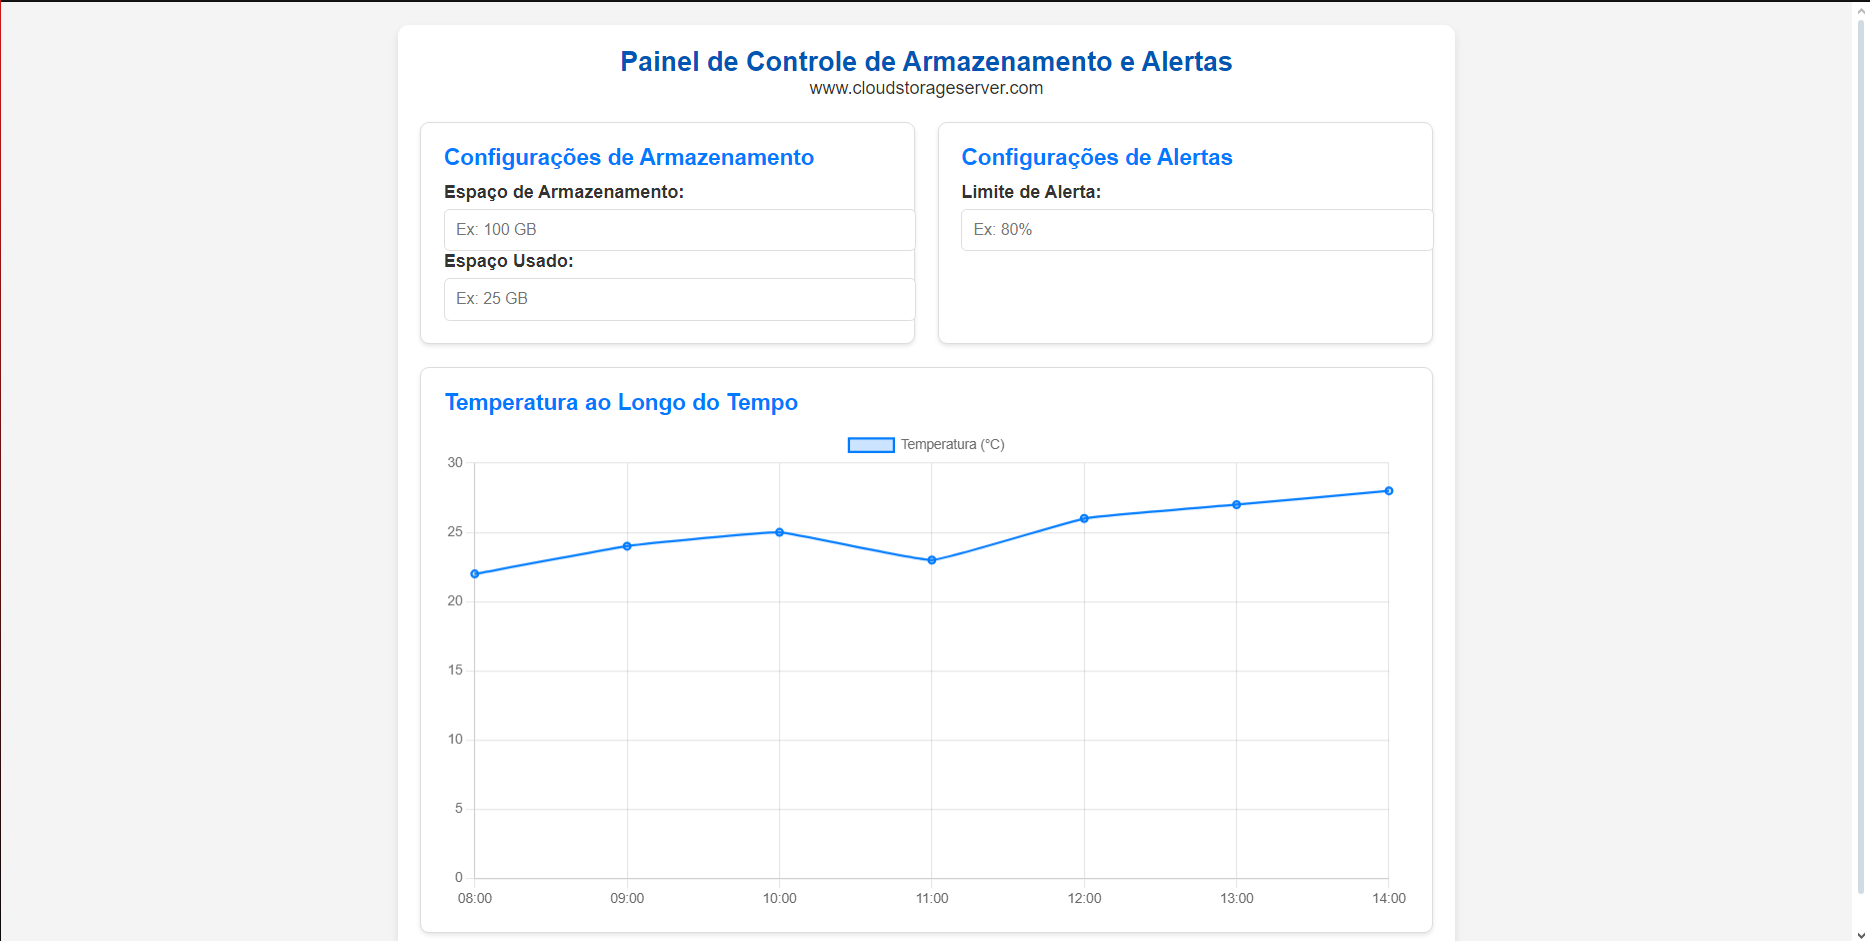 Painel de Controle de Armazenamento e Alertas
www.cloudstorageserver.com
Configurações de Armazenamento
Espaço de Armazenamento:
Ex: 100 GB
Espaço Usado:
Ex: 25 GB
Configurações de Alertas
Limite de Alerta:
Ex: 80%
Temperatura ao Longo do Tempo
Temperatura (°C)
30
25
20
15
10
5
0
08:00 09:00 10:00 11:00 12:00 13:00 14:00